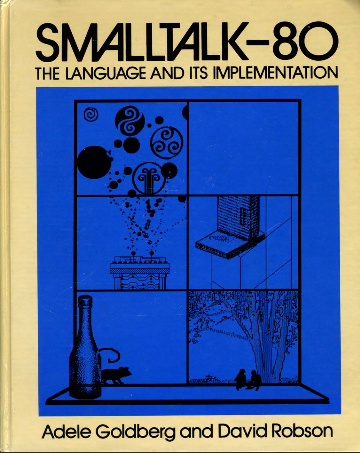 SMALLTALK-80
THE LANGUAGE AND ITS IMPLEMENTATION
Adele Goldberg and David Robson